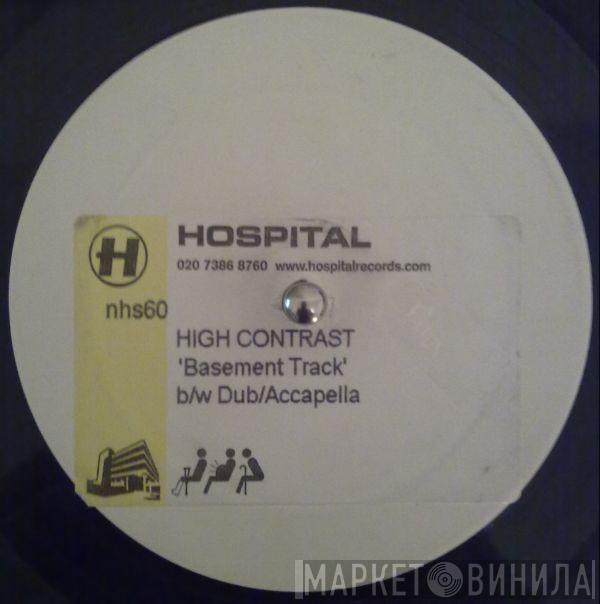 H HOSPITAL
020 7386 8760 www.hospitalrecords.com
nhs60
HIGH CONTRAST
'Basement Track'
b/w Dub/Accapella
МАРКЕТ ВИНИЛА